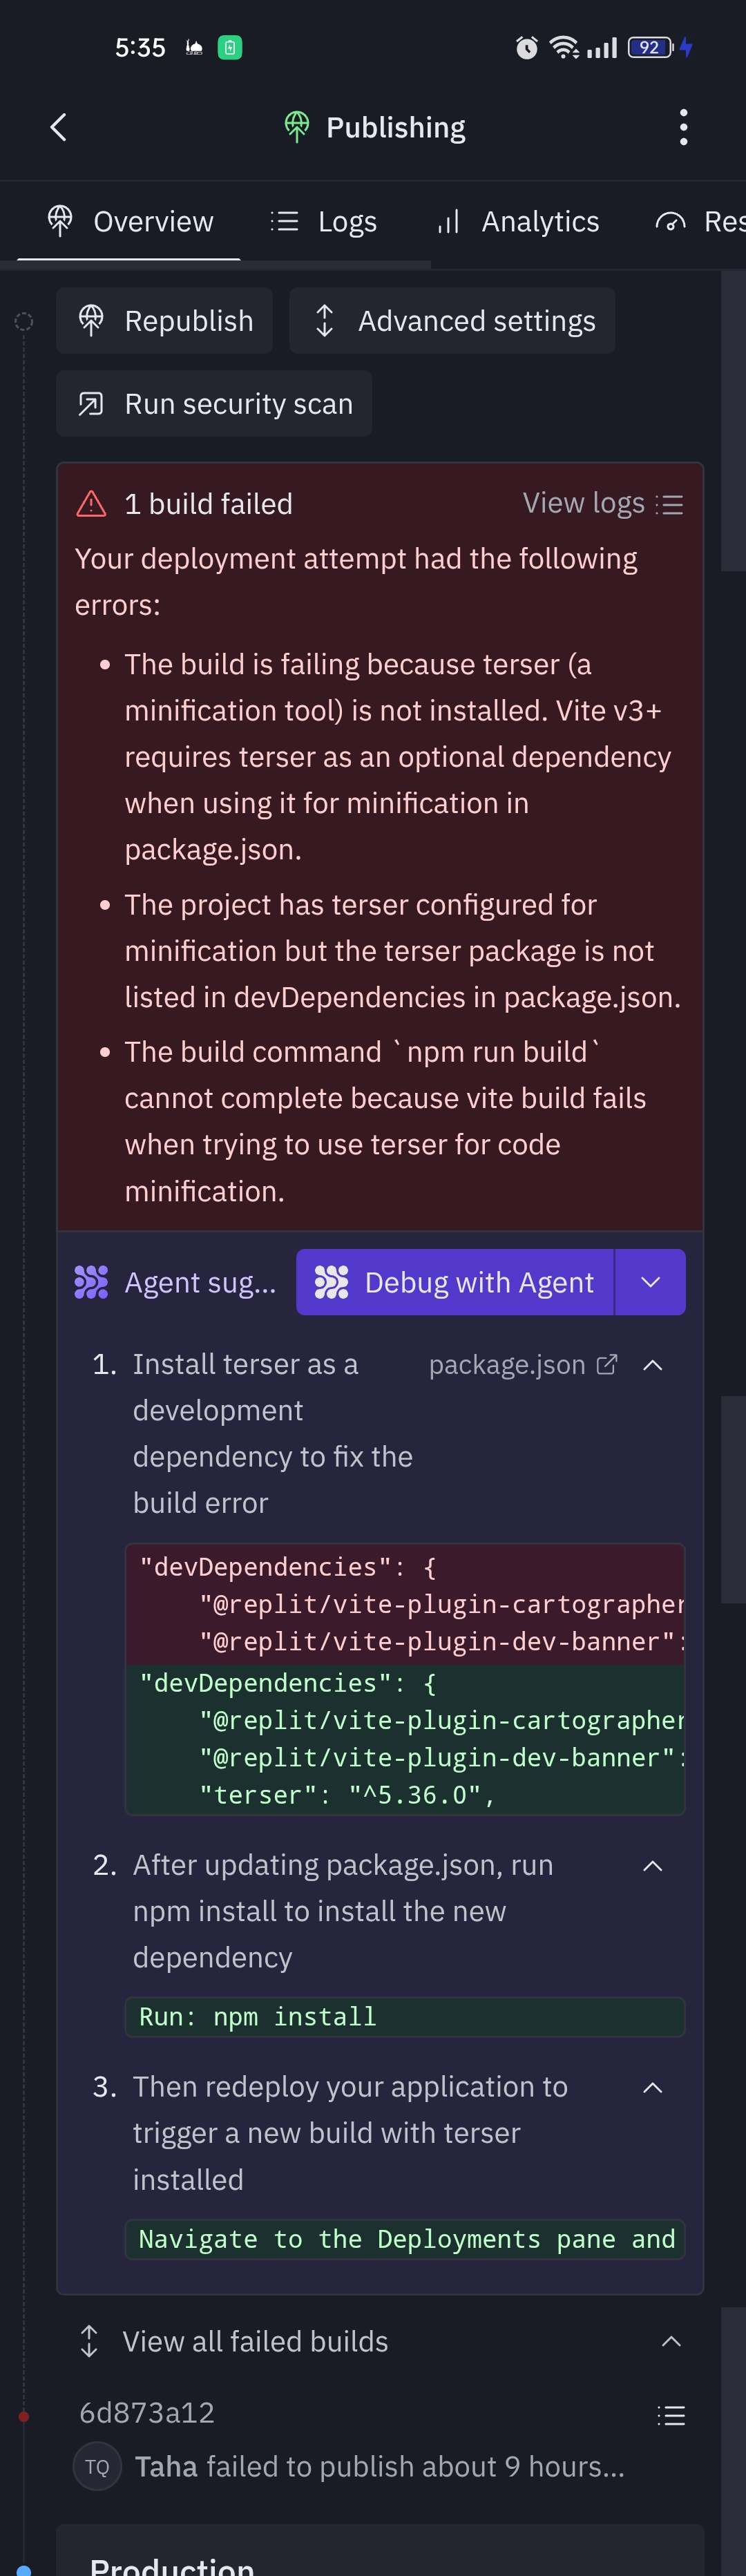 5:35
92
Publishing
Overview
Logs
Analytics
Res
Republish
Advanced settings
Run security scan
1 build failed
View logs
Your deployment attempt had the following
errors:
• The build is failing because terser (a
minification tool) is not installed. Vite v3+
requires terser as an optional dependency
when using it for minification in
package.json.
• The project has terser configured for
minification but the terser package is not
listed in devDependencies in package.json.
• The build command `npm run build`
cannot complete because vite build fails
when trying to use terser for code
minification.
Agent sug...
Debug with Agent
1. Install terser as a
development
dependency to fix the
build error
package.json
"devDependencies": {
"@replit/vite-plugin-cartographer
"@replit/vite-plugin-dev-banner":
"devDependencies": {
"@replit/vite-plugin-cartographer
"@replit/vite-plugin-dev-banner":
"terser": "^5.36.0",
2. After updating package.json, run
npm install to install the new
dependency
Run: npm install
3. Then redeploy your application to
trigger a new build with terser
installed
Navigate to the Deployments pane and
View all failed builds
6d873a12
TQ
Taha failed to publish about 9 hours...
Production